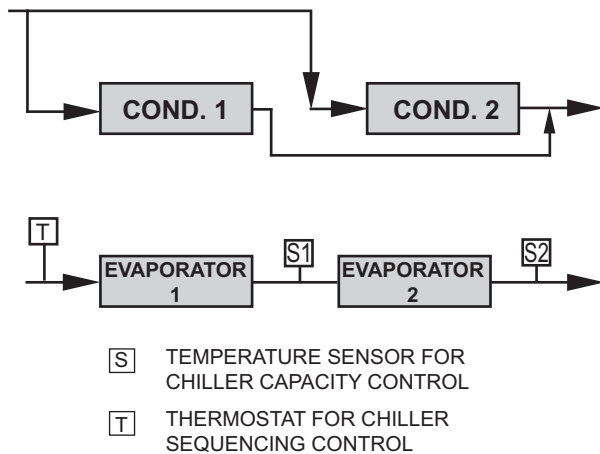 COND. 1
COND. 2
T
S1
S2
EVAPORATOR
1
EVAPORATOR
2
S
TEMPERATURE SENSOR FOR
CHILLER CAPACITY CONTROL
T
THERMOSTAT FOR CHILLER
SEQUENCING CONTROL